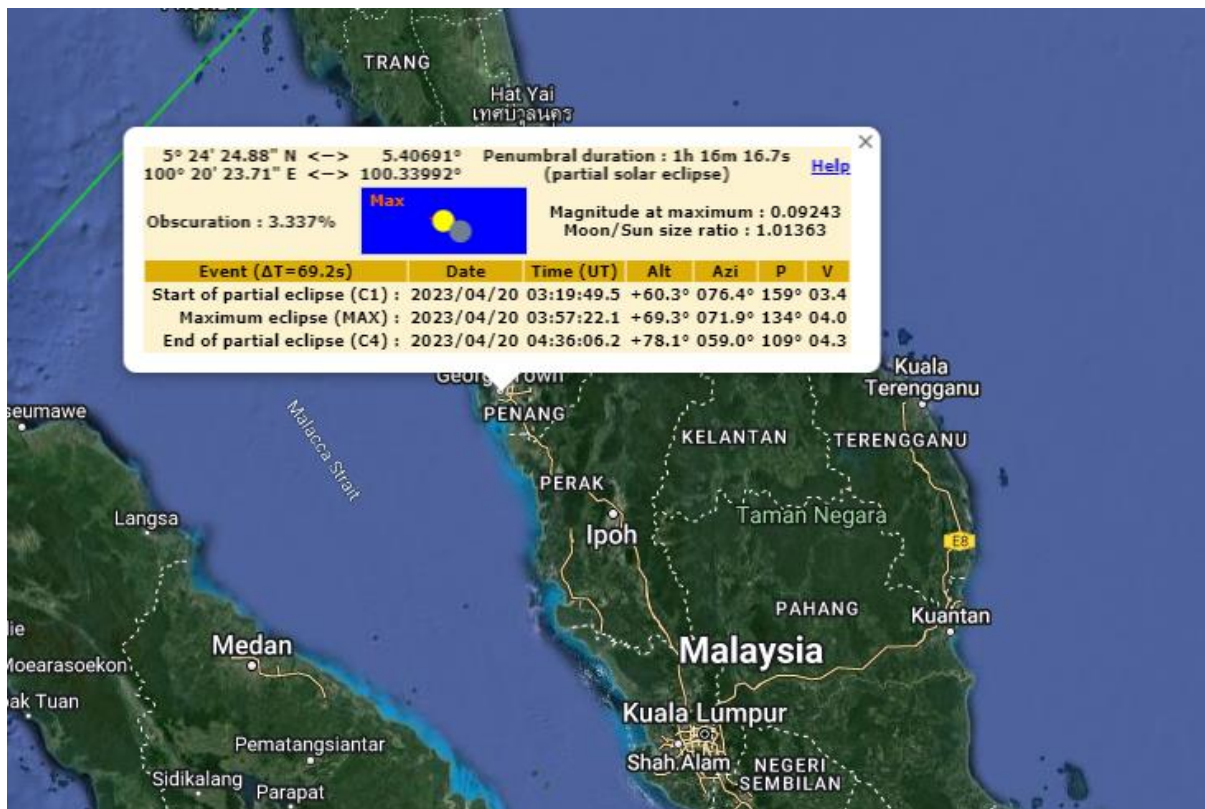 TRANG
Hat Yai
เทศบาลนคร
×
5° 24' 24.88" N <—> 5.40691°
100° 20' 23.71" E <—> 100.33992°
Penumbral duration : 1h 16m 16.7s
(partial solar eclipse)
Help
Obscuration : 3.337%
Max
Magnitude at maximum : 0.09243
Moon/Sun size ratio : 1.01363
Event (ΔT=69.2s) Date Time (UT) Alt Azi P V
Start of partial eclipse (C1) : 2023/04/20 03:19:49.5 +60.3° 076.4° 159° 03.4
Maximum eclipse (MAX) : 2023/04/20 03:57:22.1 +69.3° 071.9° 134° 04.0
End of partial eclipse (C4) : 2023/04/20 04:36:06.2 +78.1° 059.0° 109° 04.3
Kuala
Terengganu
seumawe
PENANG
Malacca Strait
KELANTAN
TERENGGANU
PERAK
Langsa
Ipoh
Taman Negara
E8
PAHANG
Kuantan
lie
Medan
Moearasoekon
Malaysia
pak Tuan
Kuala Lumpur
Pematangsiantar
Shah Alam
NEGERI
SEMBILAN
Sidikalang
Parapat